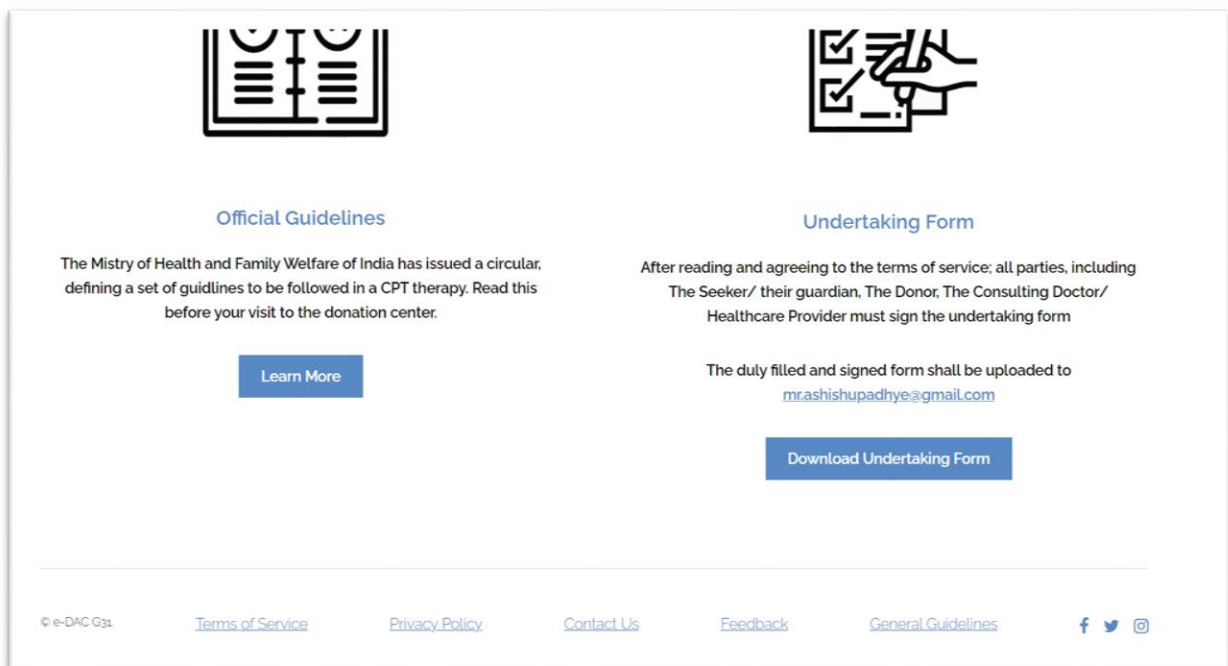 Official Guidelines
The Mistry of Health and Family Welfare of India has issued a circular,
defining a set of guidlines to be followed in a CPT therapy. Read this
before your visit to the donation center.
Learn More
Undertaking Form
After reading and agreeing to the terms of service; all parties, including
The Seeker/ their guardian, The Donor, The Consulting Doctor/
Healthcare Provider must sign the undertaking form
The duly filled and signed form shall be uploaded to
mr.ashishupadhye@gmail.com
Download Undertaking Form
© e-DAC G31. Terms of Service Privacy Policy Contact Us Feedback General Guidelines